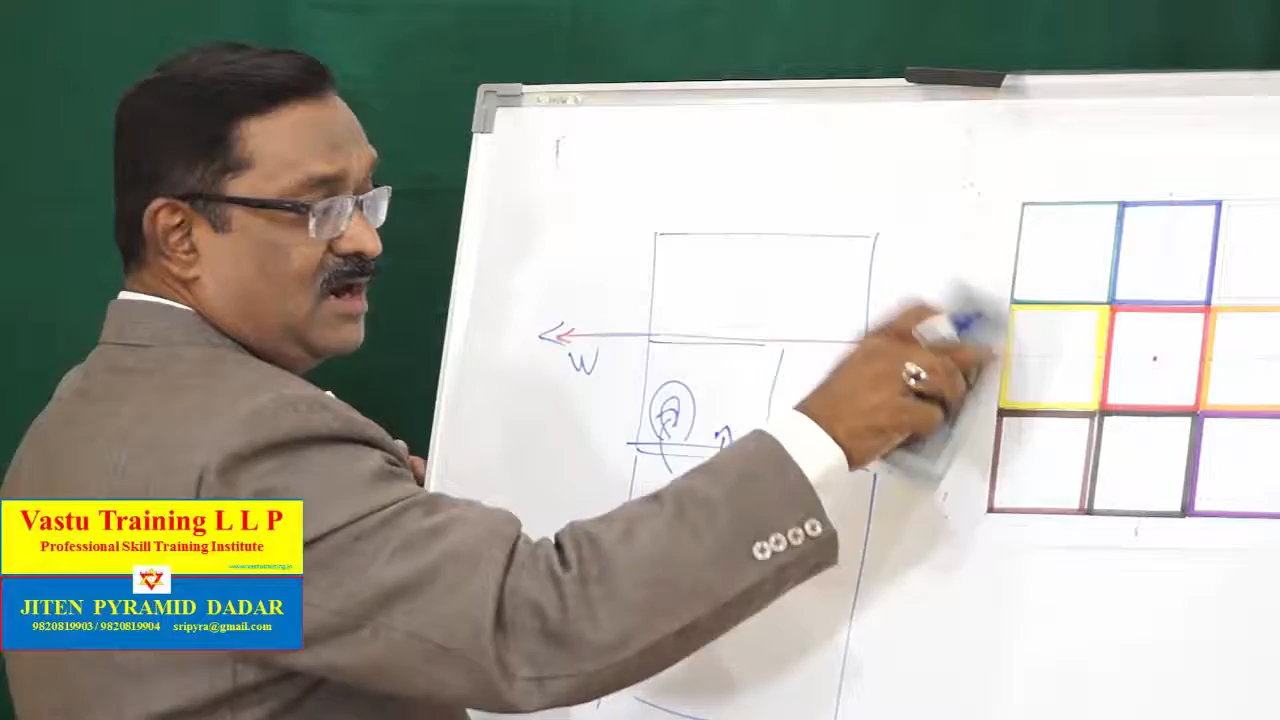 W
Vastu Training L L P
Professional Skill Training Institute
JITEN PYRAMID DADAR
9820819903 / 9820819904 sripyra@gmail.com